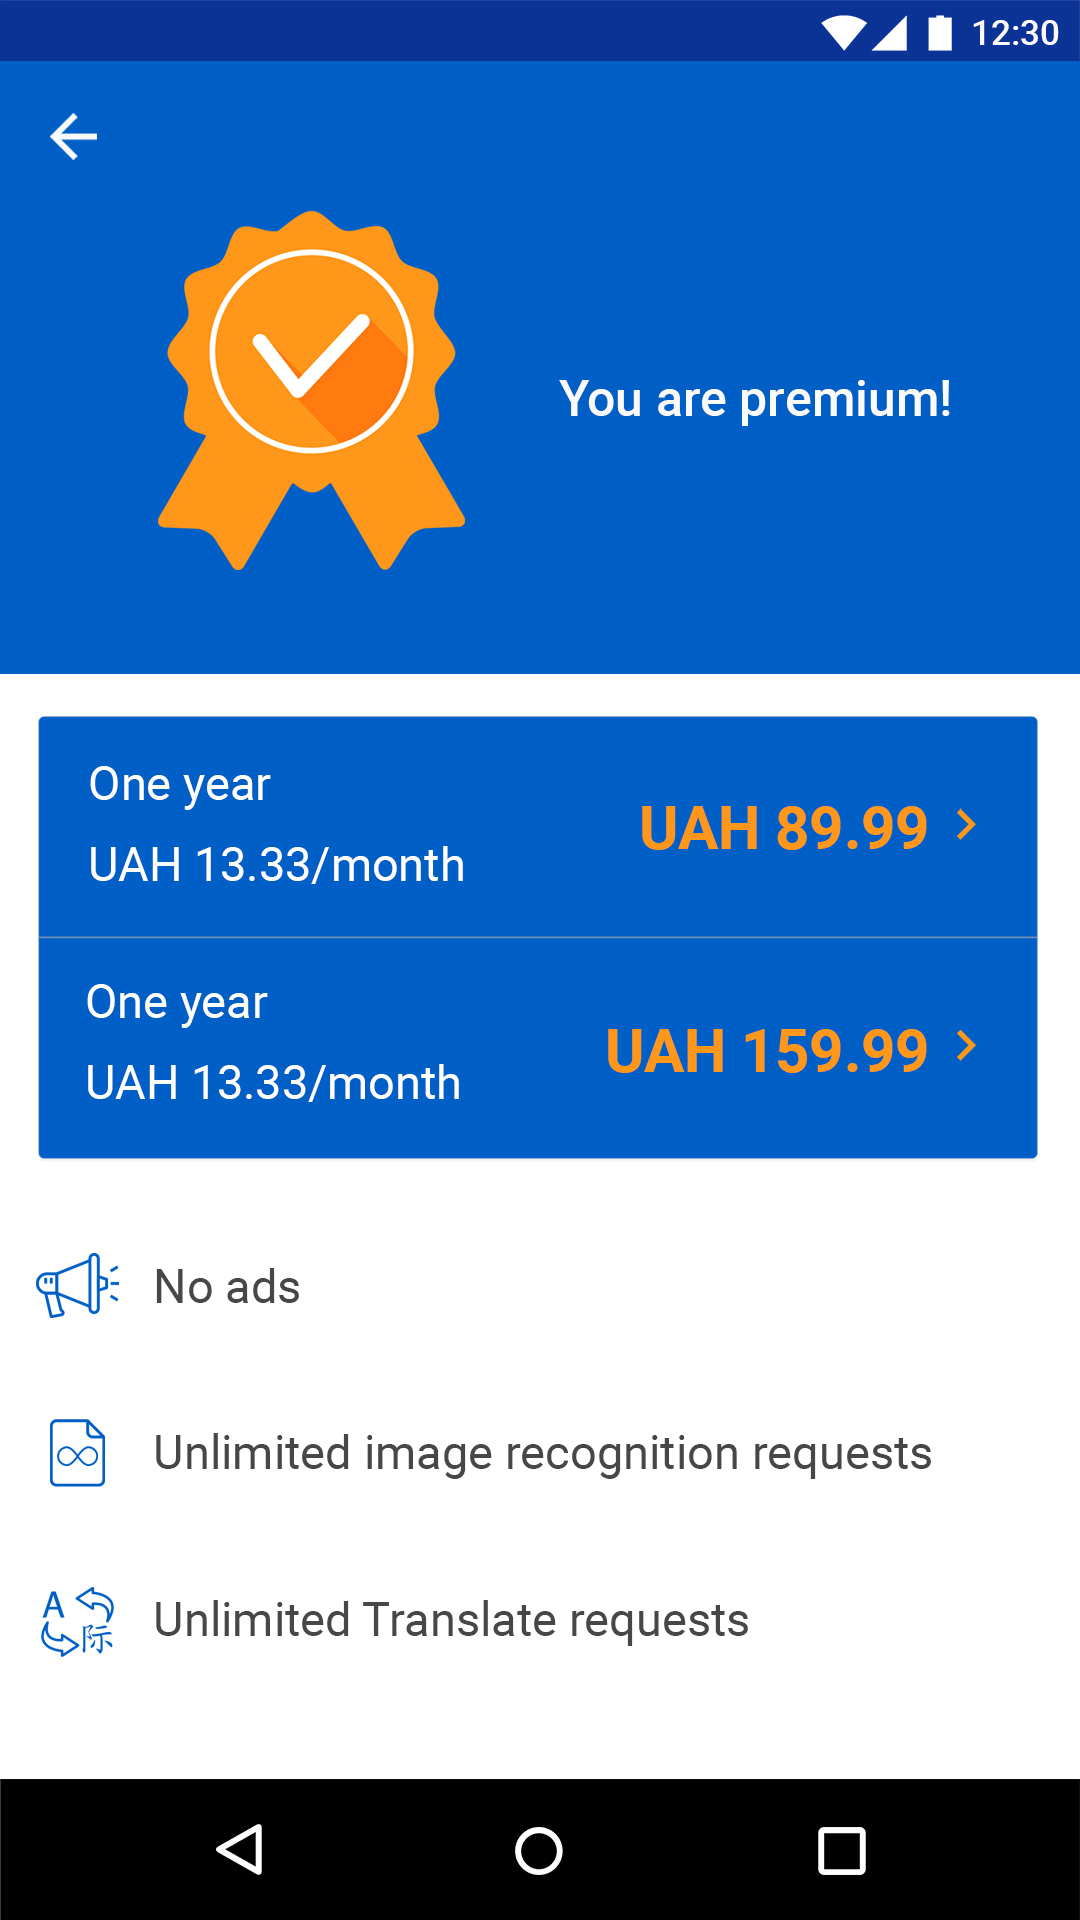 12:30
You are premium!
One year
UAH 13.33/month
UAH 89.99
One year
UAH 13.33/month
UAH 159.99
No ads
Unlimited image recognition requests
A
际
Unlimited Translate requests